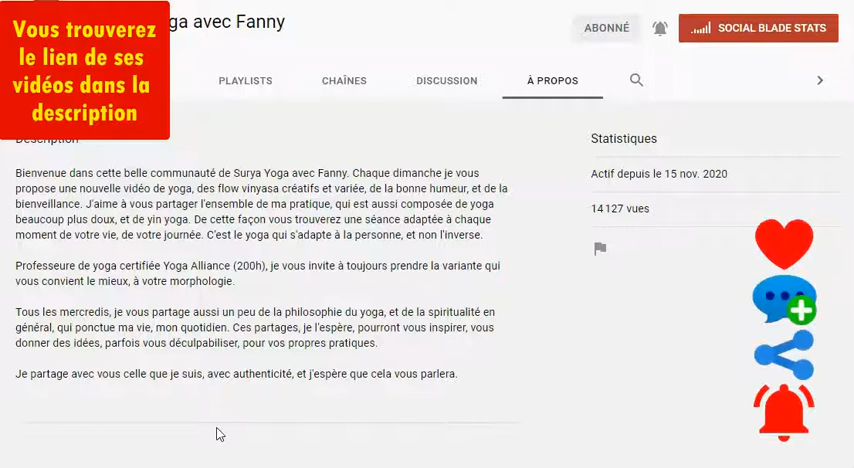 Vous trouverez
le lien de ses
vidéos dans la
description
ga avec Fanny
ABONNÉ
SOCIAL BLADE STATS
PLAYLISTS
CHAÎNES
DISCUSSION
À PROPOS
Description
Bienvenue dans cette belle communauté de Surya Yoga avec Fanny. Chaque dimanche je vous
propose une nouvelle vidéo de yoga, des flow vinyasa créatifs et variée, de la bonne humeur, et de la
bienveillance. J'aime à vous partager l'ensemble de ma pratique, qui est aussi composée de yoga
beaucoup plus doux, et de yin yoga. De cette façon vous trouverez une séance adaptée à chaque
moment de votre vie, de votre journée. C'est le yoga qui s'adapte à la personne, et non l'inverse.
Professeure de yoga certifiée Yoga Alliance (200h), je vous invite à toujours prendre la variante qui
vous convient le mieux, à votre morphologie.
Tous les mercredis, je vous partage aussi un peu de la philosophie du yoga, et de la spiritualité en
général, qui ponctue ma vie, mon quotidien. Ces partages, je l'espère, pourront vous inspirer, vous
donner des idées, parfois vous déculpabiliser, pour vos propres pratiques.
Je partage avec vous celle que je suis, avec authenticité, et j'espère que cela vous parlera.
Statistiques
Actif depuis le 15 nov. 2020
14 127 vues